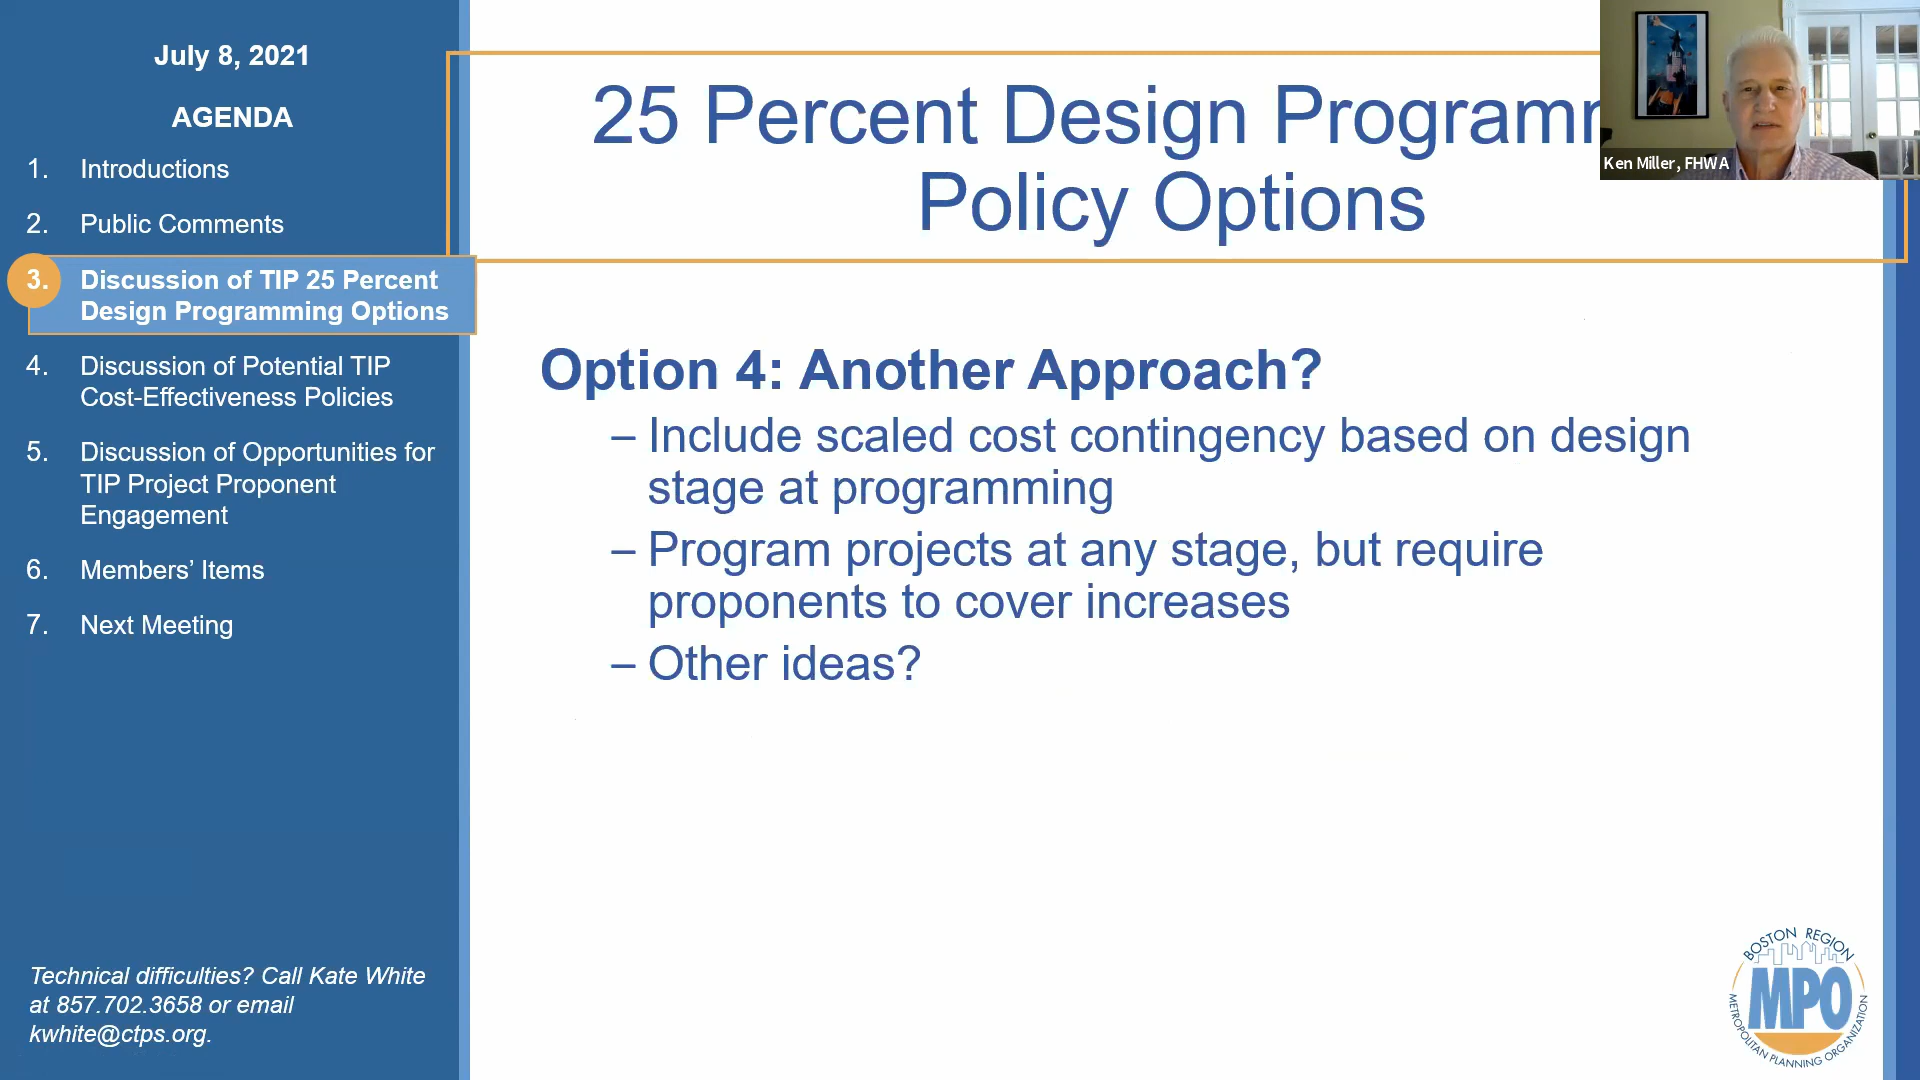 July 8, 2021
AGENDA
1. Introductions
2. Public Comments
3. Discussion of TIP 25 Percent
Design Programming Options
4. Discussion of Potential TIP
Cost-Effectiveness Policies
5. Discussion of Opportunities for
TIP Project Proponent
Engagement
6. Members’ Items
7. Next Meeting
Technical difficulties? Call Kate White
at 857.702.3658 or email
kwhite@ctps.org.
25 Percent Design Programm
Policy Options
Option 4: Another Approach?
– Include scaled cost contingency based on design
stage at programming
– Program projects at any stage, but require
proponents to cover increases
– Other ideas?
Ken Miller, FHWA
BOSTON REGION
MPO
METROPOLITAN PLANNING ORGANIZATION